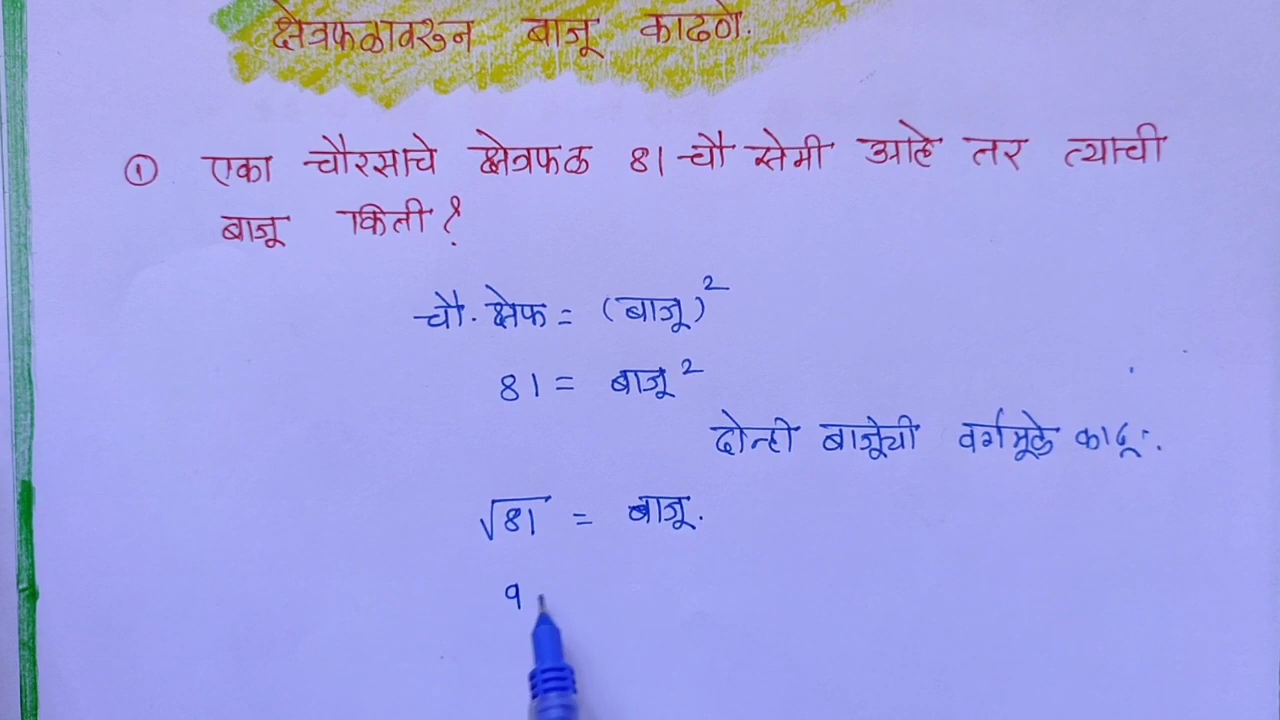 क्षेत्रफळावरून बाजू काढणे.
① एका चौरसाचे क्षेत्रफळ 81 चौ सेमी आहे तर त्याची
बाजू किती?
चौ. क्षेफ = (बाजू)²
81 = बाजू²
दोन्ही बाजूंची वर्गमूळे काढू.
√81 = बाजू.
9